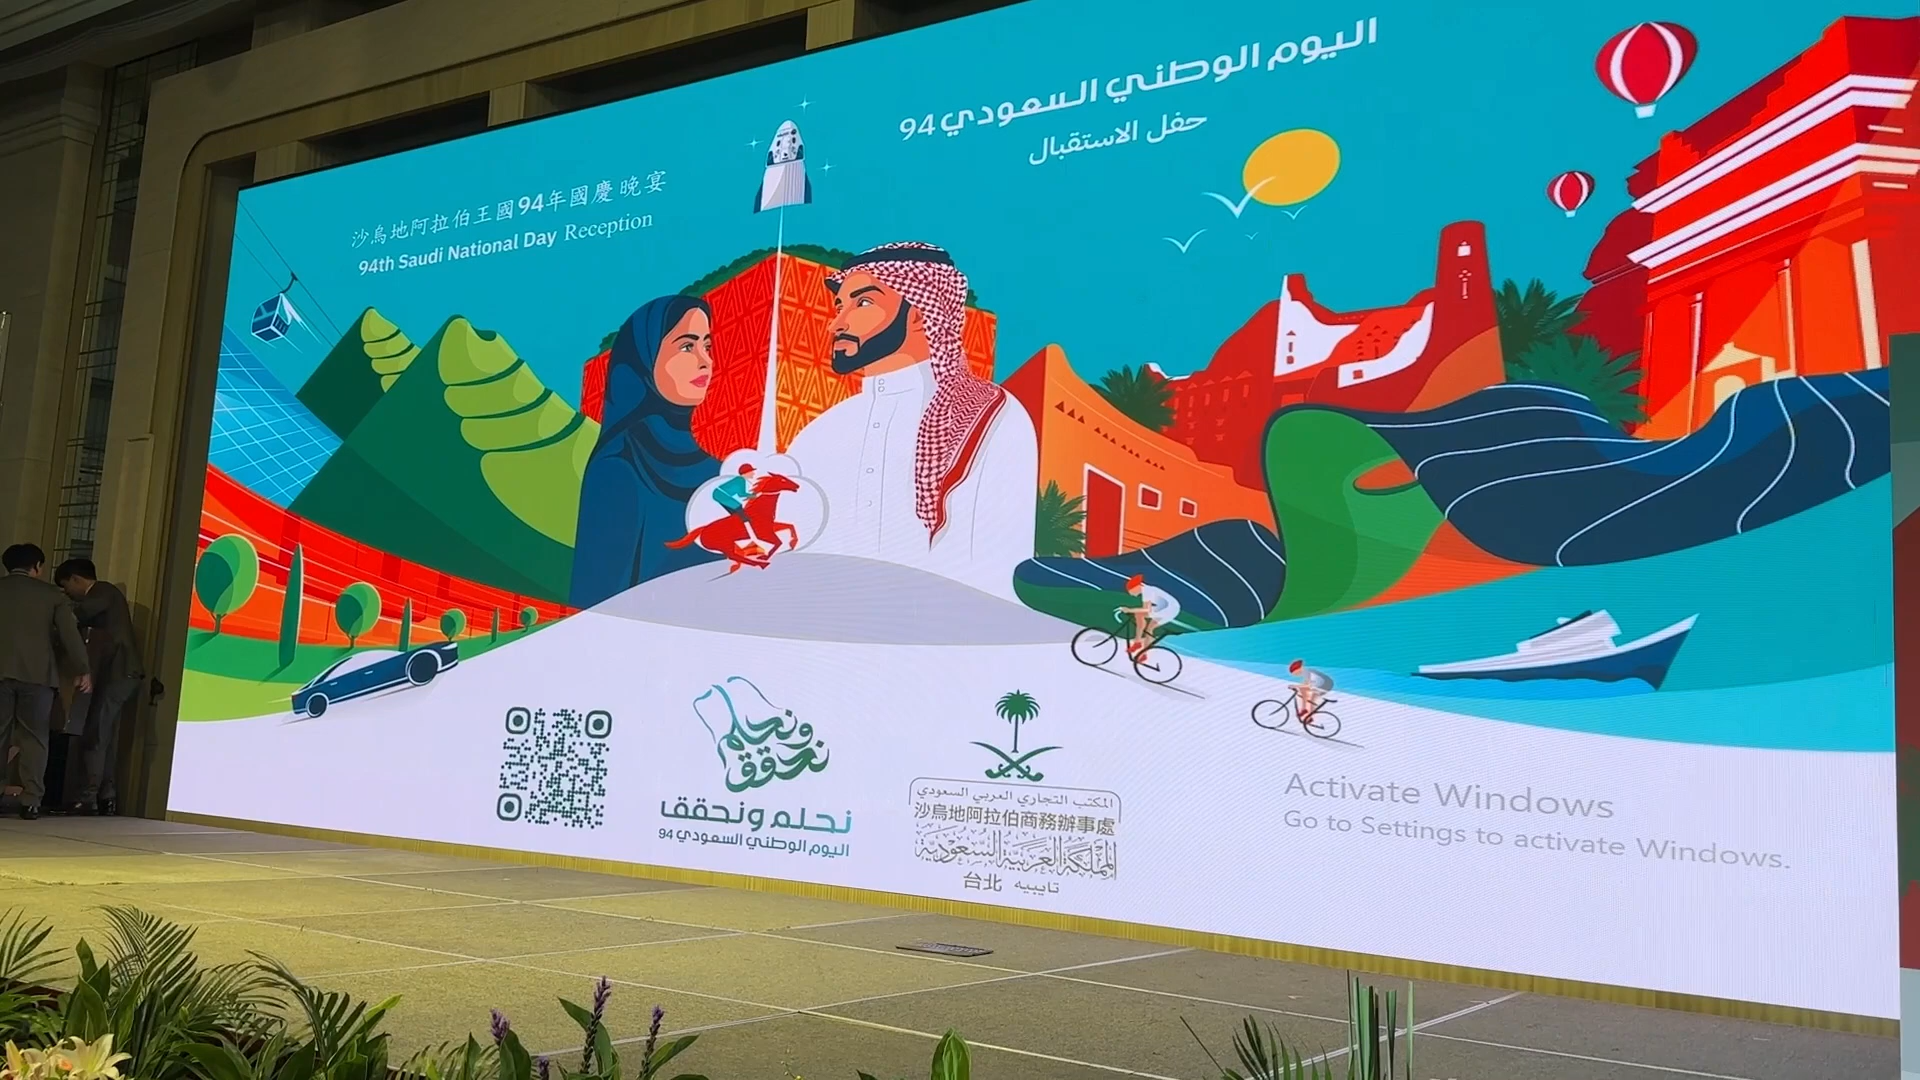 اليوم الوطني السعودي 94
حفل الاستقبال
沙烏地阿拉伯王國94年國慶晚宴
94th Saudi National Day Reception
نحلم ونحقق
نحلم ونحقق
اليوم الوطني السعودي 94
المكتب التجاري العربي السعودي
沙烏地阿拉伯商務辦事處
المملكة العربية السعودية
台北 تايبيه
Activate Windows
Go to Settings to activate Windows.